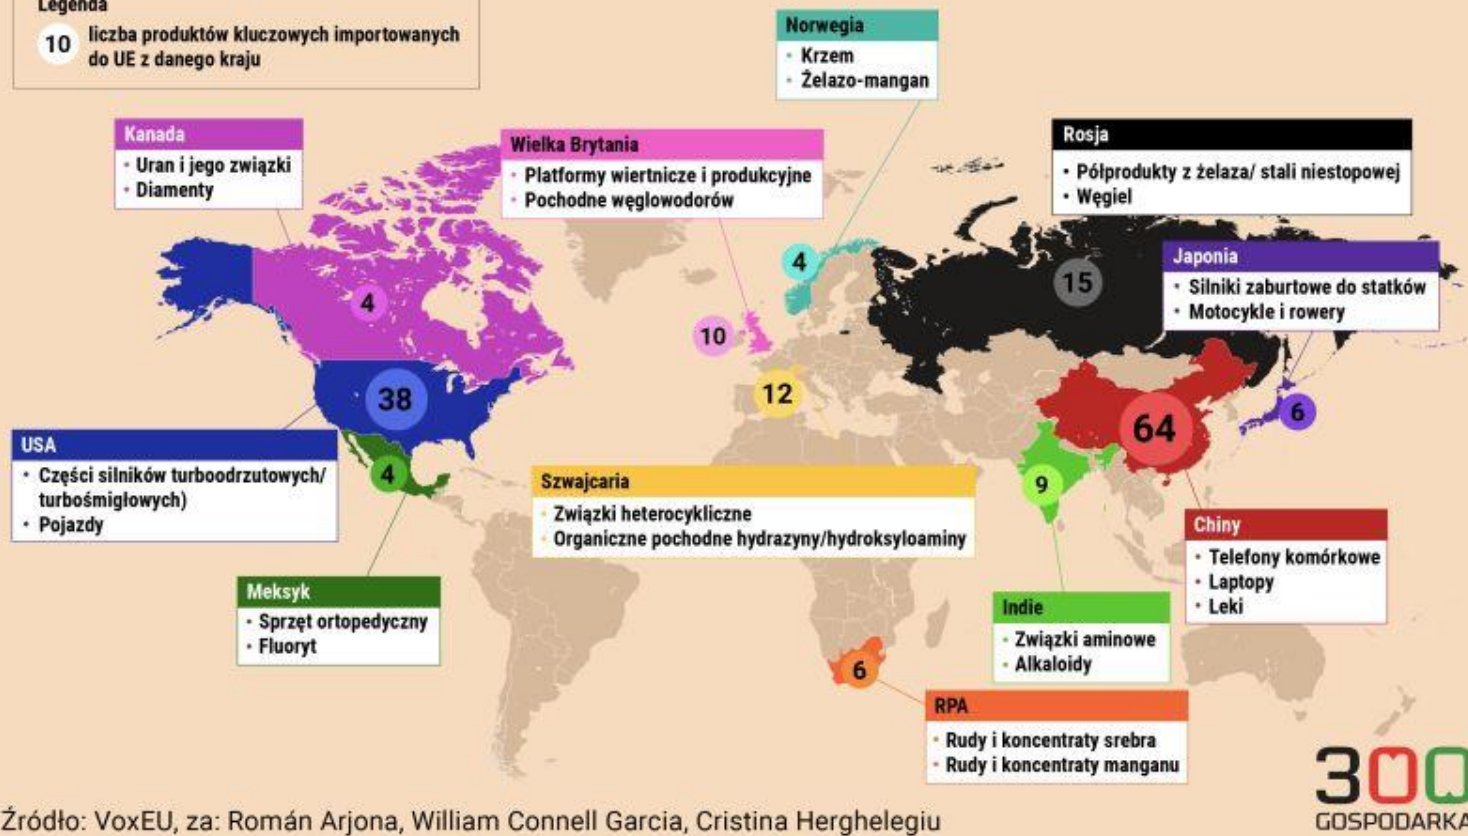 Legenda
10
liczba produktów kluczowych importowanych
do UE z danego kraju
Norwegia
Krzem
Żelazo-mangan
Kanada
Uran i jego związki
Diamenty
Wielka Brytania
Platformy wiertnicze i produkcyjne
Pochodne węglowodorów
Rosja
Półprodukty z żelaza/ stali niestopowej
Węgiel
Japonia
Silniki zaburtowe do statków
Motocykle i rowery
4
15
4
10
12
38
6
64
4
9
USA
Części silników turboodrzutowych/
turbośmigłowych)
Pojazdy
Szwajcaria
Związki heterocykliczne
Organiczne pochodne hydrazyny/hydroksyloaminy
Chiny
Telefony komórkowe
Laptopy
Leki
Meksyk
Sprzęt ortopedyczny
Fluoryt
Indie
Związki aminowe
Alkaloidy
6
RPA
Rudy i koncentraty srebra
Rudy i koncentraty manganu
300
GOSPODARKA
Źródło: VoxEU, za: Román Arjona, William Connell Garcia, Cristina Herghelegiu